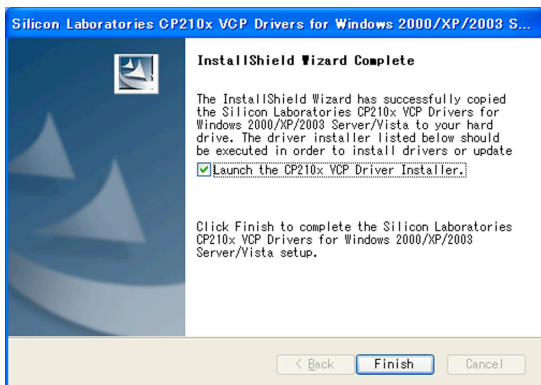 Silicon Laboratories CP210x VCP Drivers for Windows 2000/XP/2003 S...
InstallShield Wizard Complete
The InstallShield Wizard has successfully copied
the Silicon Laboratories CP210x VCP Drivers for
Windows 2000/XP/2003 Server/Vista to your hard
drive. The driver installer listed below should
be executed in order to install drivers or update
Launch the CP210x VCP Driver Installer.
Click Finish to complete the Silicon Laboratories
CP210x VCP Drivers for Windows 2000/XP/2003
Server/Vista setup.
< Back Finish Cancel